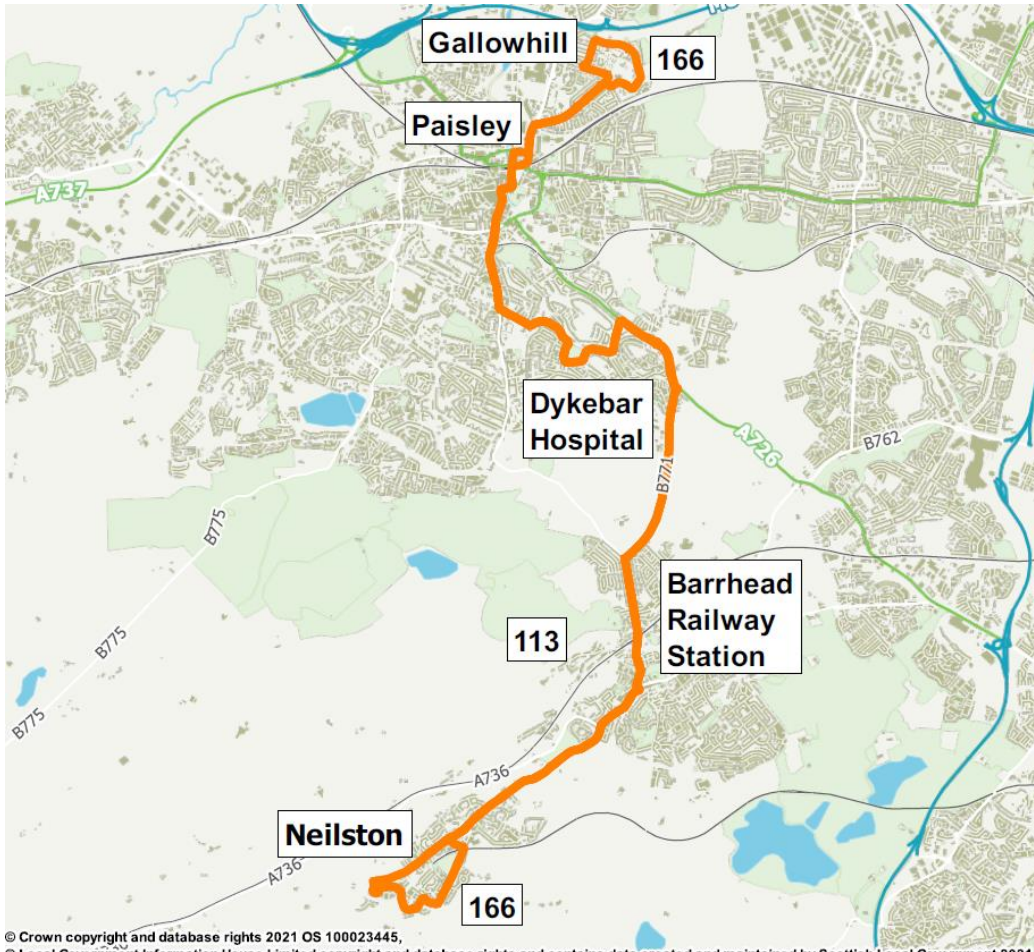 Gallowhill
166
Paisley
A737
Dykebar
Hospital
A726
B762
B771
B775
Barrhead
Railway
Station
113
B775
B775
A736
Neilston
A736
166
© Crown copyright and database rights 2021 OS 100023445,